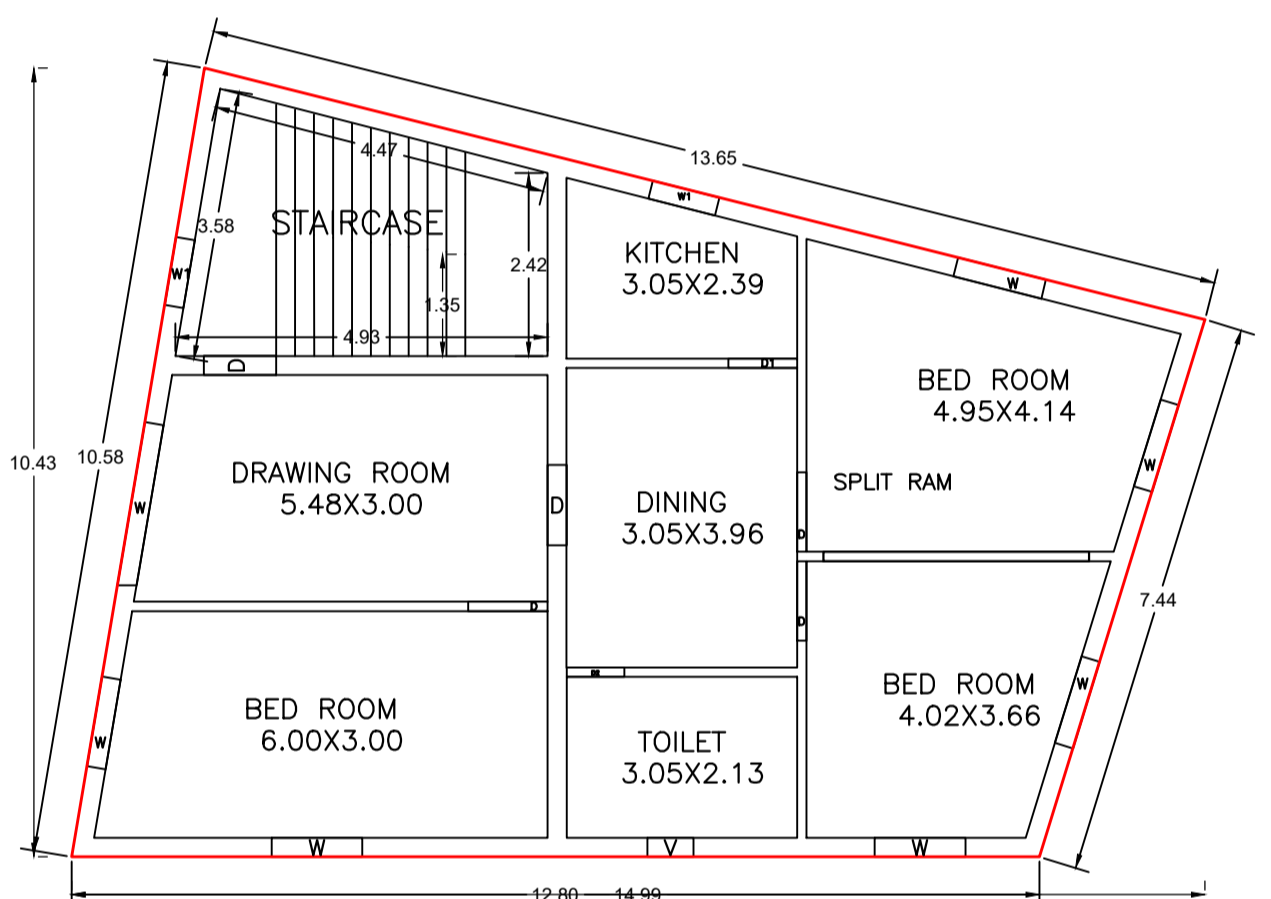 13.65
4.47
W1
STAIRCASE
3.58
KITCHEN
3.05X2.39
2.42
W1
W
1.35
4.93
D
D1
BED ROOM
4.95X4.14
10.43
10.58
DRAWING ROOM
5.48X3.00
W
SPLIT RAM
W
D
DINING
3.05X3.96
D
D
D
7.44
D2
BED ROOM
6.00X3.00
W
BED ROOM
4.02X3.66
W
TOILET
3.05X2.13
W
V
W
12.80
14.99